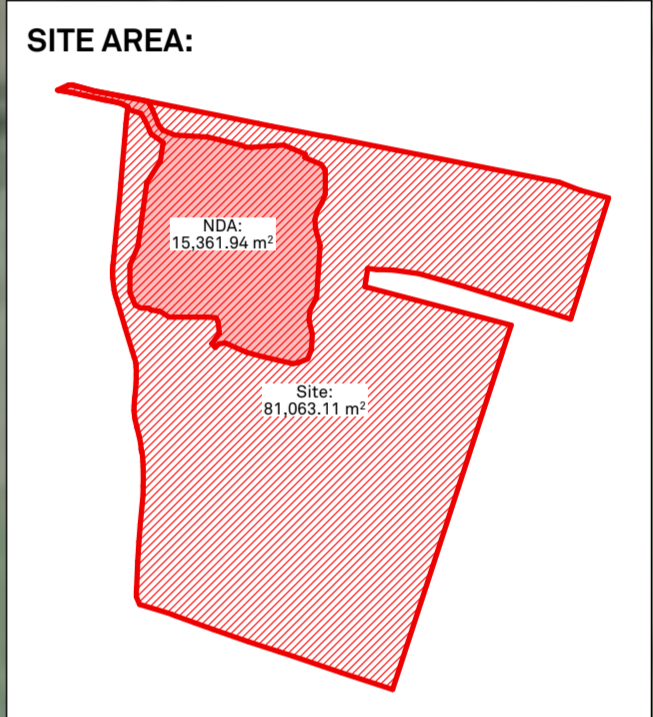 SITE AREA:
NDA:
15,361.94 m²
Site:
81,063.11 m²